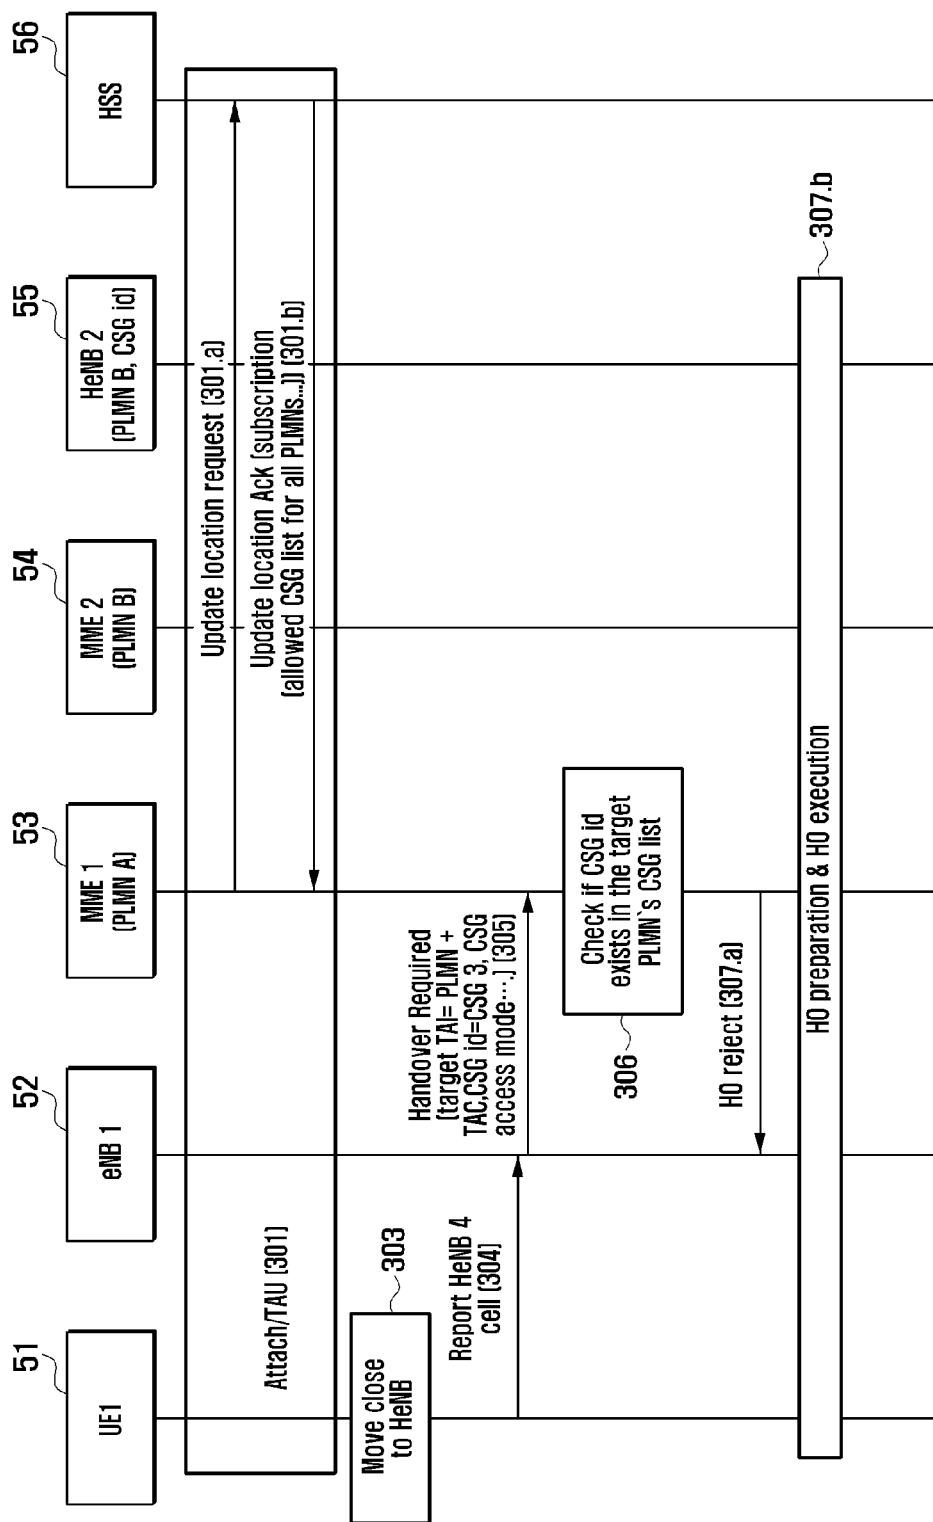 51
UE1
52
eNB 1
53
MME 1
(PLMN A)
54
MME 2
(PLMN B)
55
HeNB 2
(PLMN B, CSG id)
56
HSS
Attach/TAU (301)
Update location request (301.a)
Update location Ack (subscription
(allowed CSG list for all PLMNs...)) (301.b)
Move close
to HeNB
303
Report HeNB 4
cell (304)
Handover Required
(target TAI= PLMN +
TAC,CSG id=CSG 3, CSG
access mode....) (305)
Check if CSG id
exists in the target
PLMN`s CSG list
306
HO reject (307.a)
HO preparation & HO execution
307.b